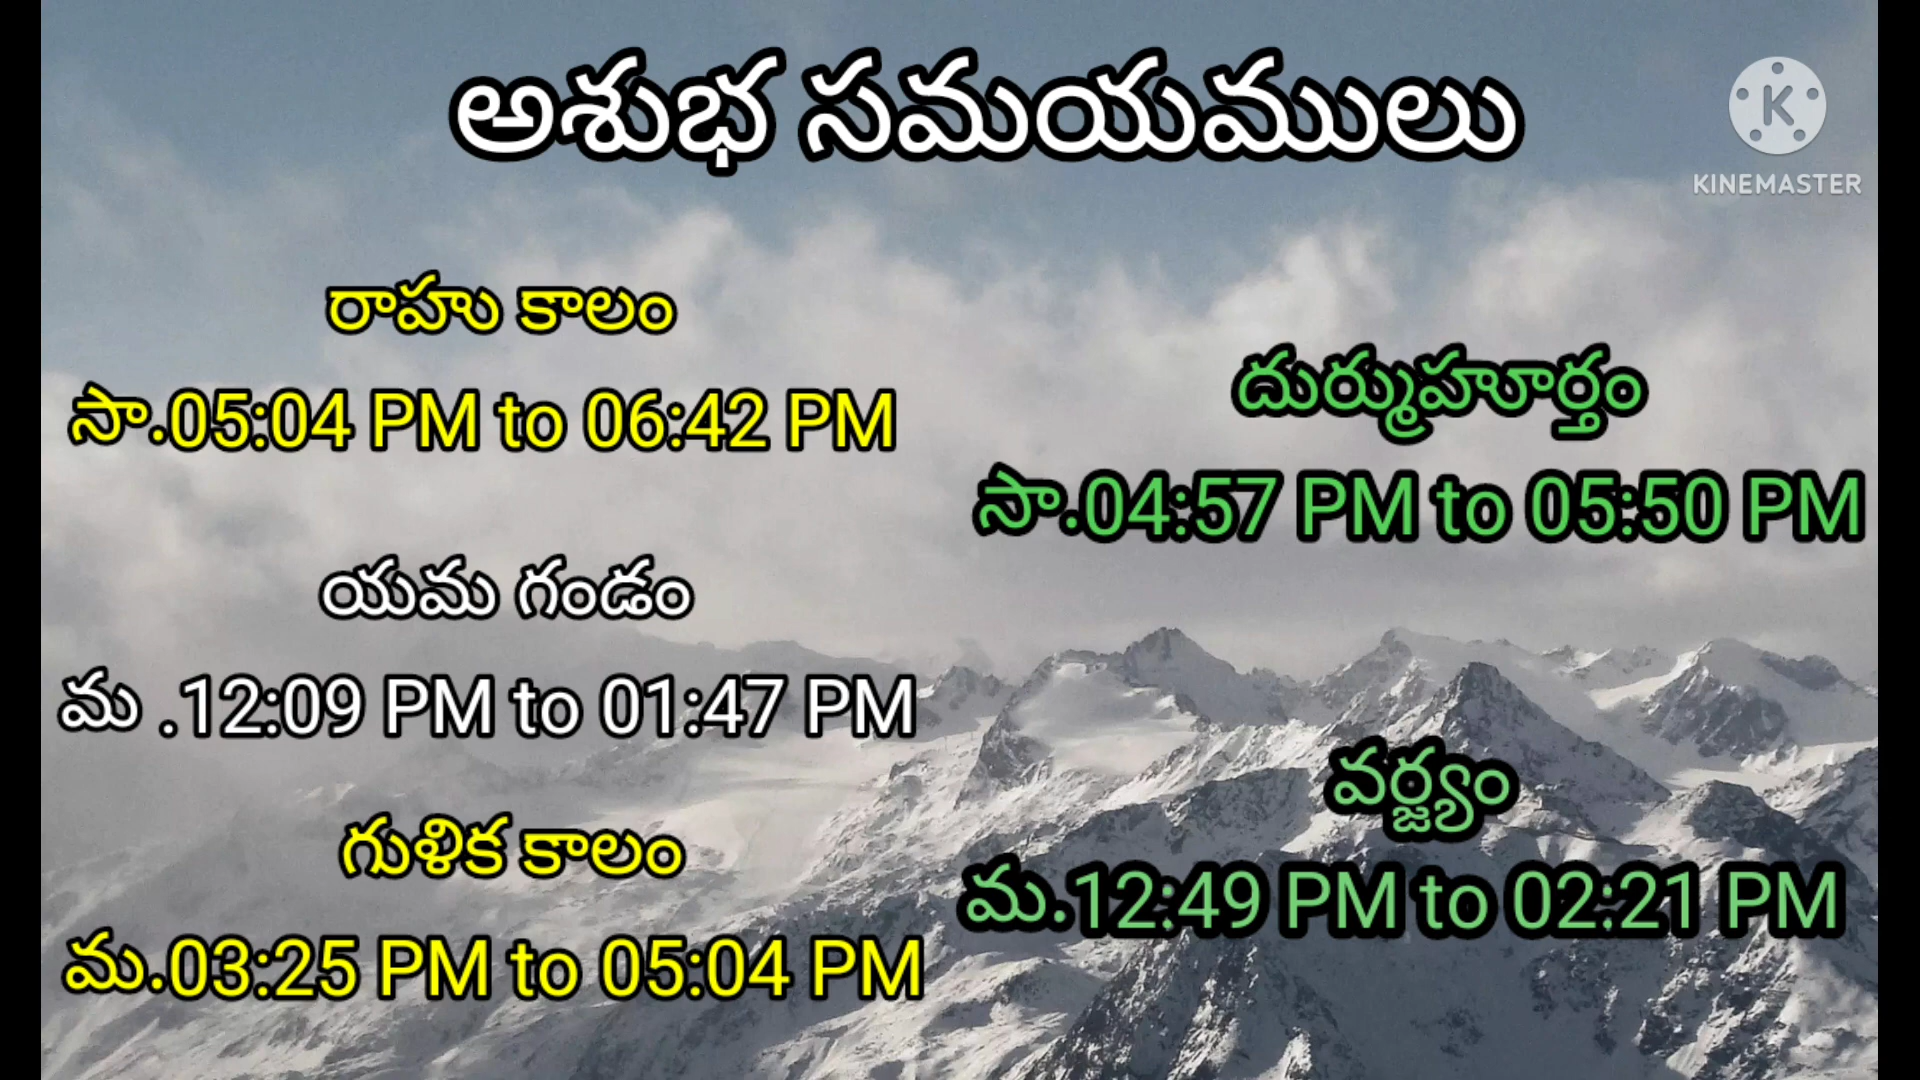 అశుభ సమయములు
K
KINEMASTER
రాహు కాలం
సా.05:04 PM to 06:42 PM
యమ గండం
మ .12:09 PM to 01:47 PM
గుళిక కాలం
మ.03:25 PM to 05:04 PM
దుర్ముహూర్తం
సా.04:57 PM to 05:50 PM
వర్జ్యం
మ.12:49 PM to 02:21 PM